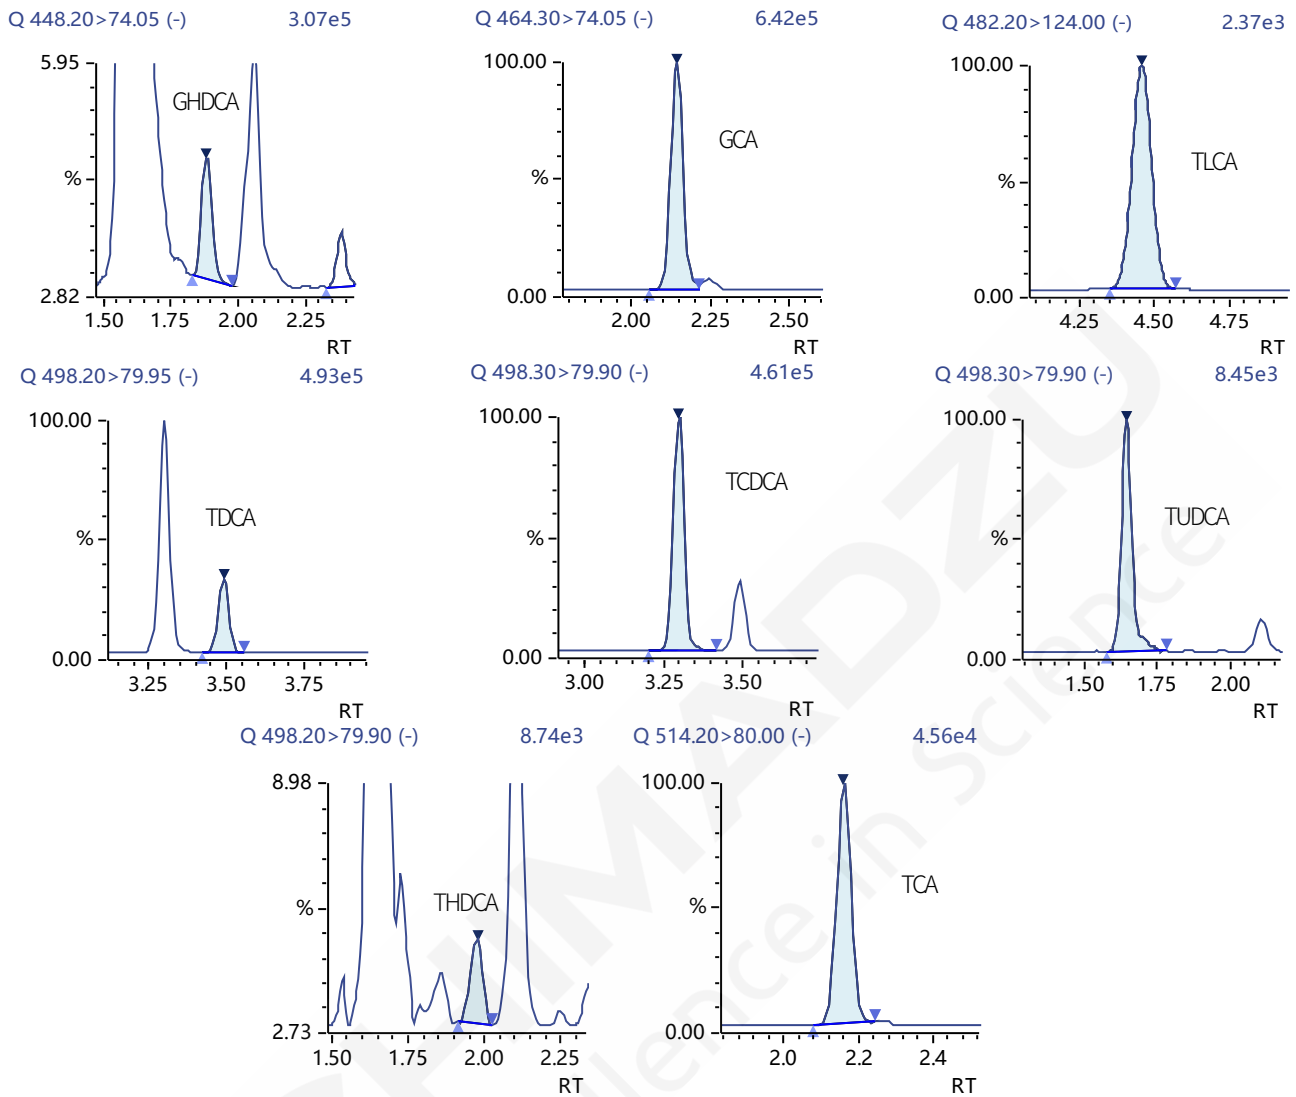 Q 448.20>74.05 (-) 3.07e5
5.95
GHDCA
%
2.82
1.50 1.75 2.00 2.25
RT
Q 464.30>74.05 (-) 6.42e5
100.00
GCA
%
0.00
2.00 2.25 2.50
RT
Q 482.20>124.00 (-) 2.37e3
100.00
TLCA
%
0.00
4.25 4.50 4.75
RT
Q 498.20>79.95 (-) 4.93e5
100.00
TDCA
%
0.00
3.25 3.50 3.75
RT
Q 498.30>79.90 (-) 4.61e5
100.00
TCDCA
%
0.00
3.00 3.25 3.50
RT
Q 498.30>79.90 (-) 8.45e3
100.00
TUDCA
%
0.00
1.50 1.75 2.00
RT
Q 498.20>79.90 (-) 8.74e3
8.98
THDCA
%
2.73
1.50 1.75 2.00 2.25
RT
Q 514.20>80.00 (-) 4.56e4
100.00
TCA
%
0.00
2.0 2.2 2.4
RT
SHIMADZU
Excellence in Science